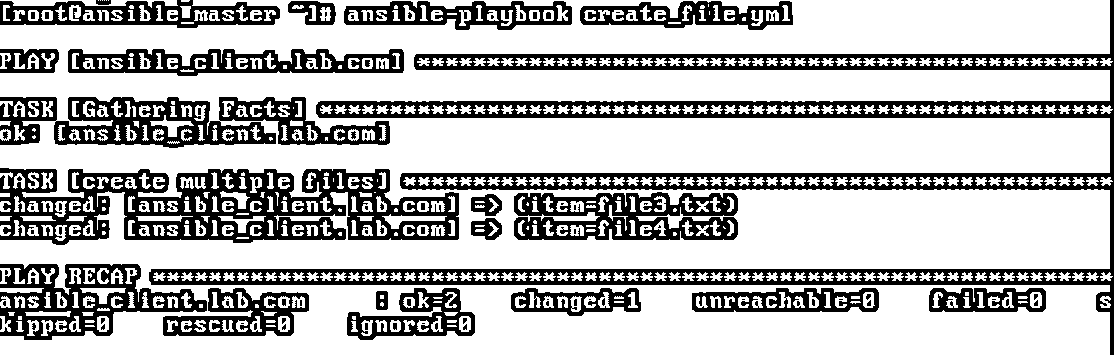 [root@ansible_master ~]# ansible-playbook create_file.yml
PLAY [ansible_client.lab.com] **************************************************************************
TASK [Gathering Facts] ************************************************************************************
ok: [ansible_client.lab.com]
TASK [create multiple files] ***************************************************************************
changed: [ansible_client.lab.com] => (item=file3.txt)
changed: [ansible_client.lab.com] => (item=file4.txt)
PLAY RECAP ******************************************************************************************************
ansible_client.lab.com : ok=2 changed=1 unreachable=0 failed=0 s
kipped=0 rescued=0 ignored=0